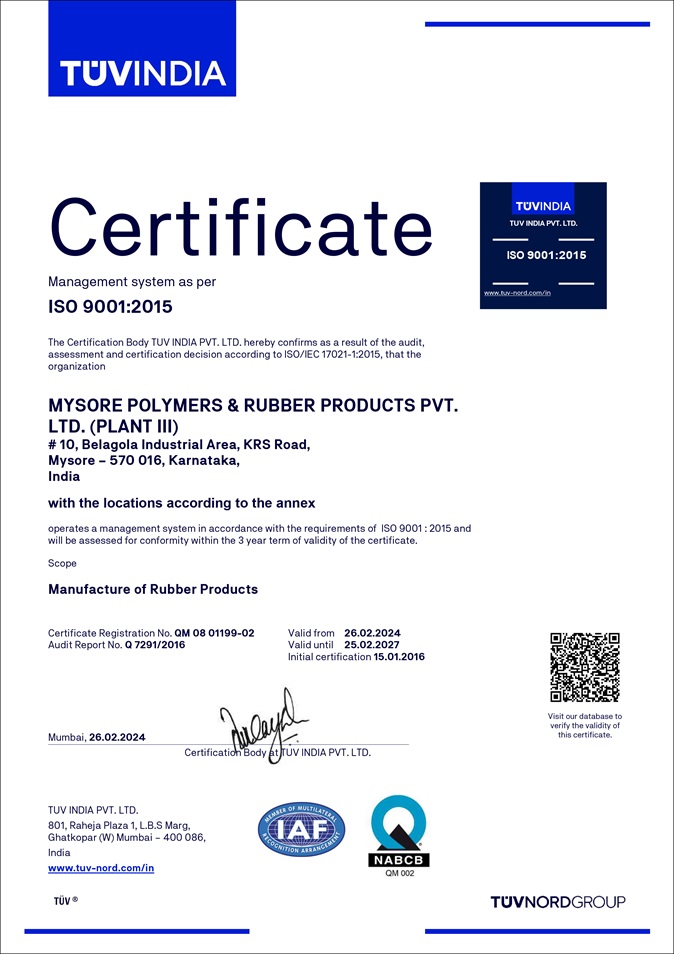 TÜVINDIA
Certificate
TÜVINDIA
TUV INDIA PVT. LTD.
ISO 9001:2015
www.tuv-nord.com/in
Management system as per
ISO 9001:2015
The Certification Body TUV INDIA PVT. LTD. hereby confirms as a result of the audit,
assessment and certification decision according to ISO/IEC 17021-1:2015, that the
organization
MYSORE POLYMERS & RUBBER PRODUCTS PVT.
LTD. (PLANT III)
# 10, Belagola Industrial Area, KRS Road,
Mysore – 570 016, Karnataka,
India
with the locations according to the annex
operates a management system in accordance with the requirements of ISO 9001 : 2015 and
will be assessed for conformity within the 3 year term of validity of the certificate.
Scope
Manufacture of Rubber Products
Certificate Registration No. QM 08 01199-02
Audit Report No. Q 7291/2016
Valid from 26.02.2024
Valid until 25.02.2027
Initial certification 15.01.2016
Visit our database to
verify the validity of
this certificate.
Mumbai, 26.02.2024
Certification Body at TUV INDIA PVT. LTD.
TUV INDIA PVT. LTD.
801, Raheja Plaza 1, L.B.S Marg,
Ghatkopar (W) Mumbai – 400 086,
India
www.tuv-nord.com/in
MEMBER OF MULTILATERAL
IAF
RECOGNITION ARRANGEMENT
NABCB
QM 002
TÜV ®
TÜVNORDGROUP